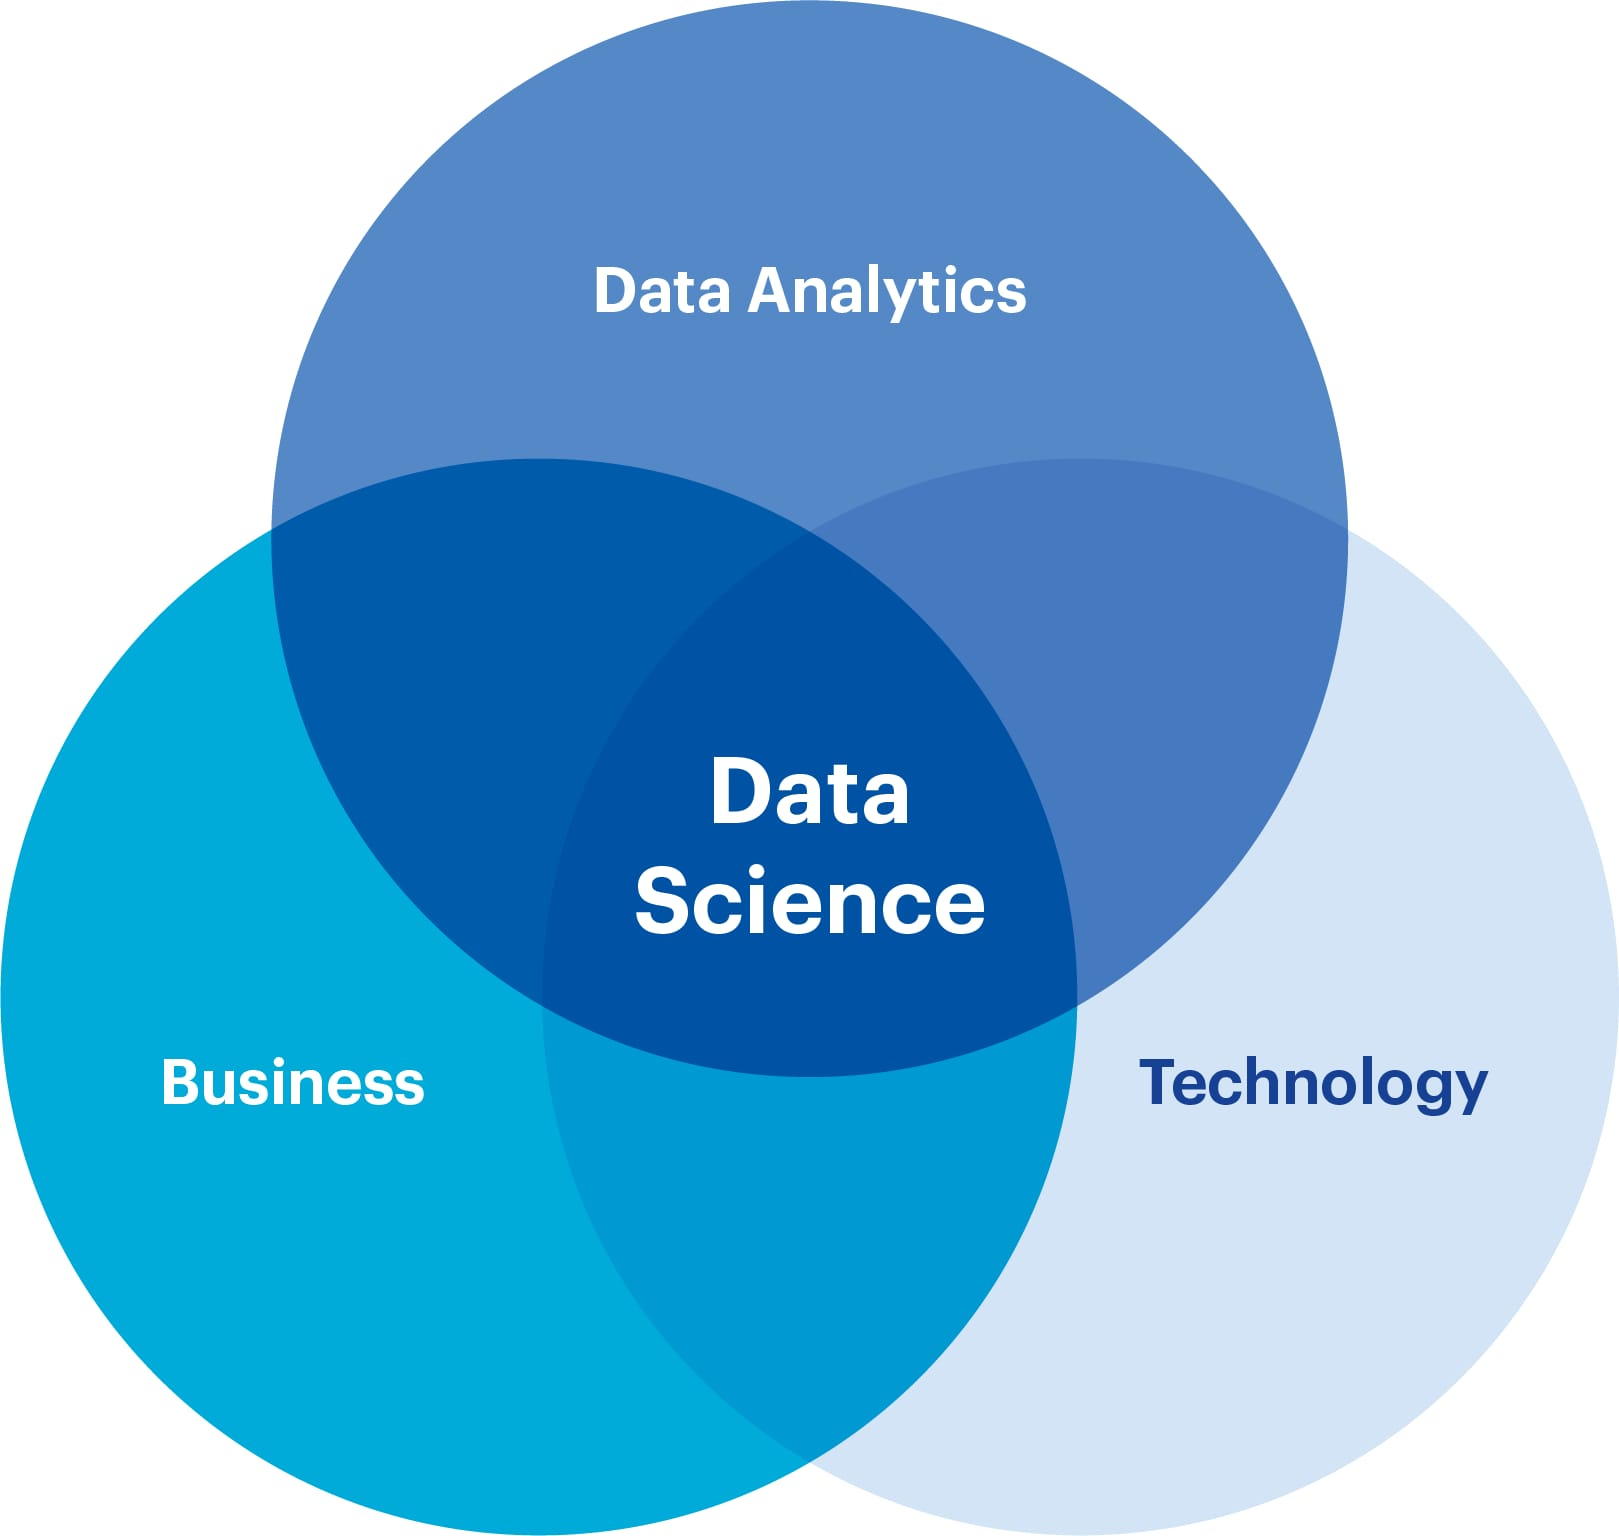 Data Analytics
Data
Science
Business
Technology